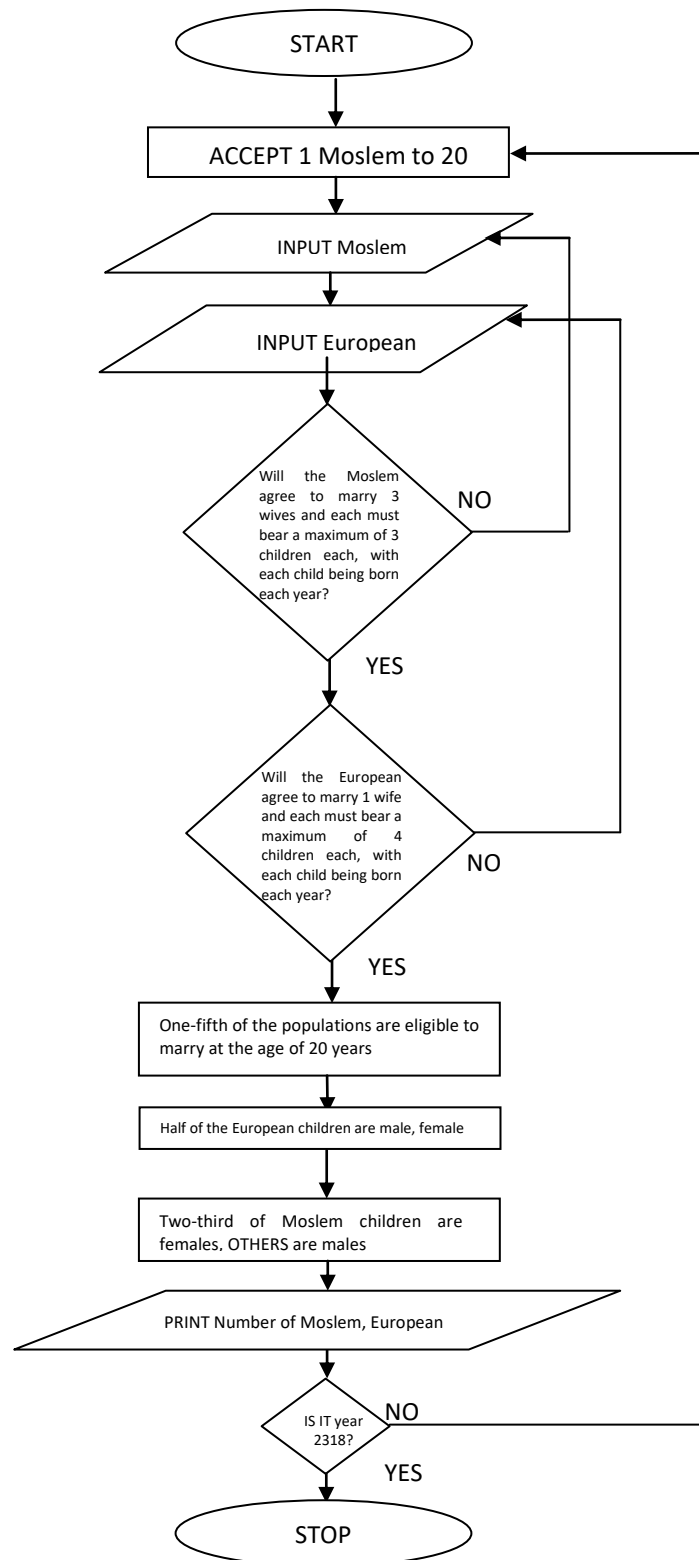 START
ACCEPT 1 Moslem to 20
INPUT Moslem
INPUT European
Will the Moslem
agree to marry 3
wives and each must
bear a maximum of 3
children each, with
each child being born
each year?
NO
YES
Will the European
agree to marry 1 wife
and each must bear a
maximum of 4
children each, with
each child being born
each year?
NO
YES
One-fifth of the populations are eligible to
marry at the age of 20 years
Half of the European children are male, female
Two-third of Moslem children are
females, OTHERS are males
PRINT Number of Moslem, European
IS IT year
2318?
NO
YES
STOP